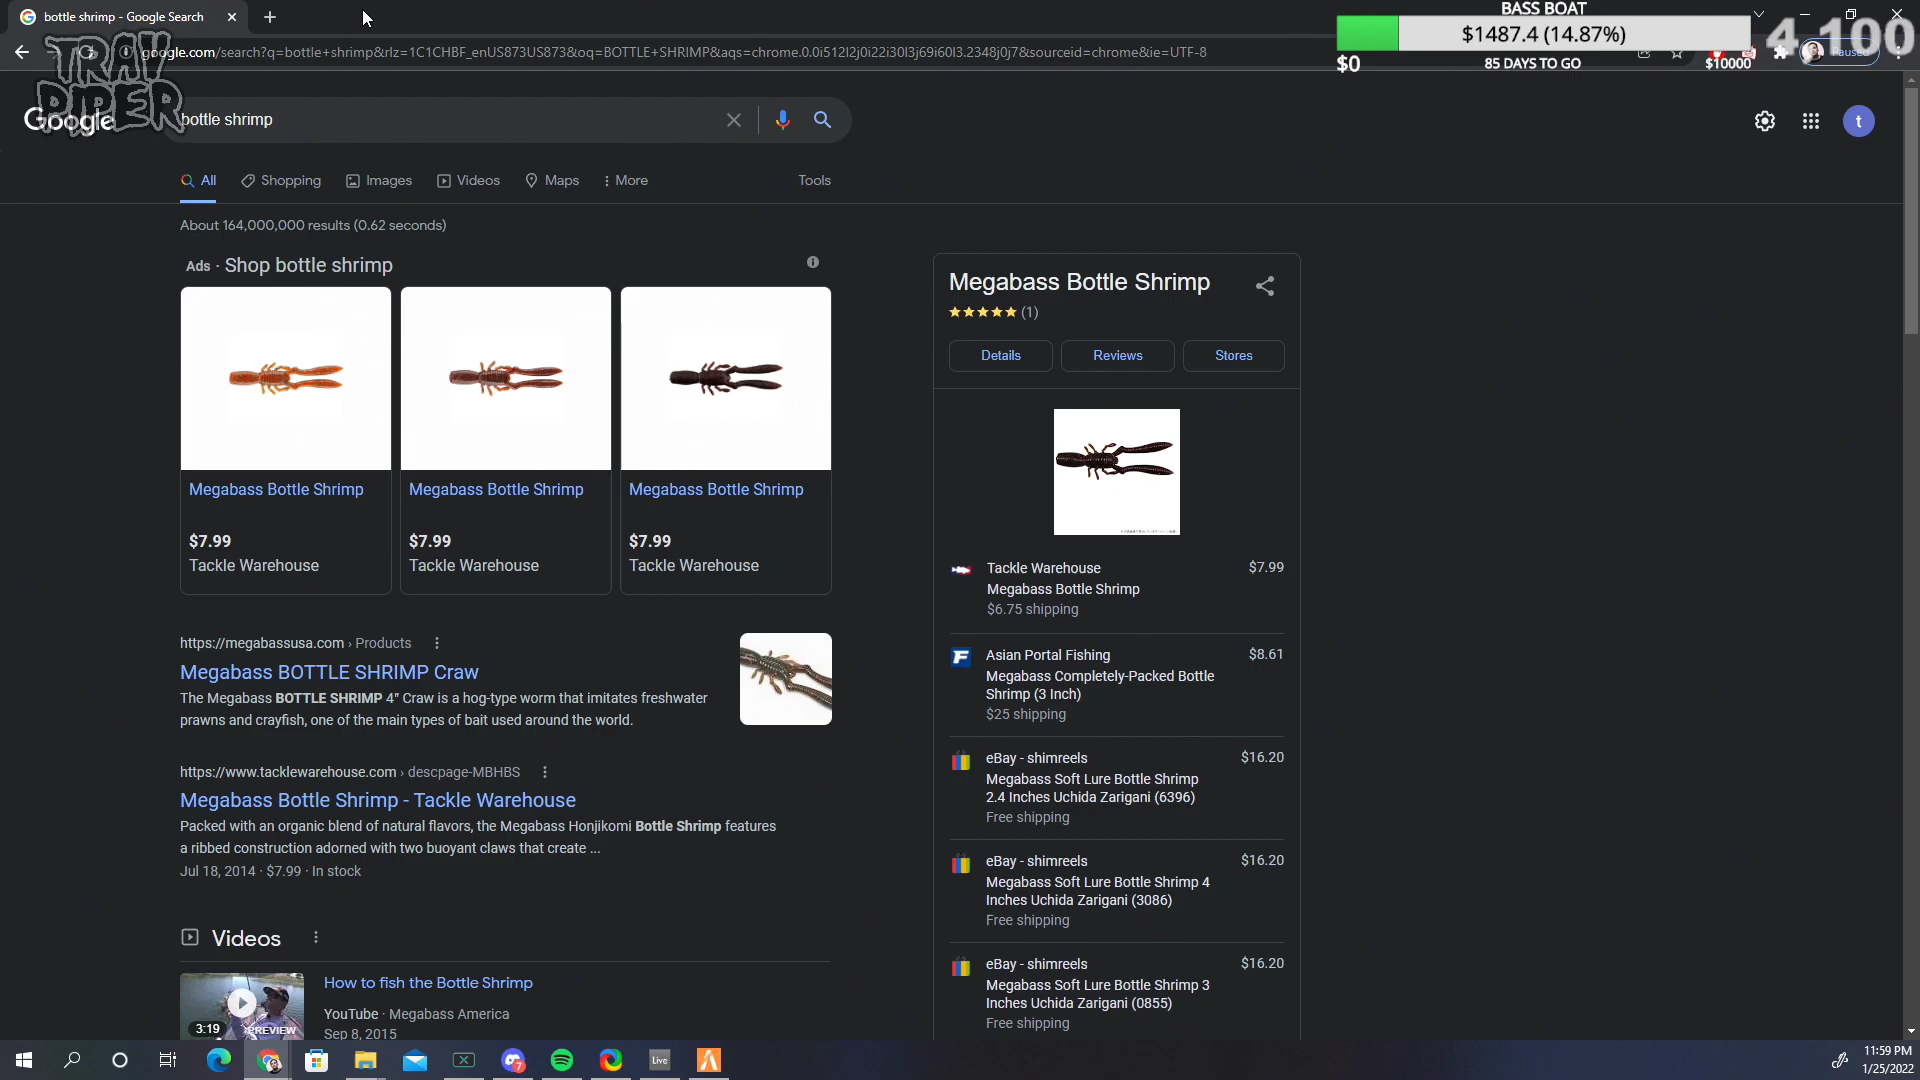 bottle shrimp - Google Search
BASS BOAT
$1487.4 (14.87%)
$0
85 DAYS TO GO
$10000
4 100
google.com/search?q=bottle+shrimp&rlz=1C1CHBF_enUS873US873&oq=BOTTLE+SHRIMP&aqs=chrome.0.0i512l2j0i22i30l3j69i60l3.2348j0j7&sourceid=chrome&ie=UTF-8
Paused
TRAV
PIPER
Google
bottle shrimp
t
All
Shopping
Images
Videos
Maps
More
Tools
About 164,000,000 results (0.62 seconds)
Ads · Shop bottle shrimp
Megabass Bottle Shrimp
$7.99
Tackle Warehouse
Megabass Bottle Shrimp
$7.99
Tackle Warehouse
Megabass Bottle Shrimp
$7.99
Tackle Warehouse
https://megabassusa.com › Products
Megabass BOTTLE SHRIMP Craw
The Megabass BOTTLE SHRIMP 4″ Craw is a hog-type worm that imitates freshwater
prawns and crayfish, one of the main types of bait used around the world.
https://www.tacklewarehouse.com › descpage-MBHBS
Megabass Bottle Shrimp - Tackle Warehouse
Packed with an organic blend of natural flavors, the Megabass Honjikomi Bottle Shrimp features
a ribbed construction adorned with two buoyant claws that create ...
Jul 18, 2014 · $7.99 · In stock
Videos
3:19
PREVIEW
How to fish the Bottle Shrimp
YouTube · Megabass America
Sep 8, 2015
Megabass Bottle Shrimp
(1)
Details
Reviews
Stores
Tackle Warehouse
$7.99
Megabass Bottle Shrimp
$6.75 shipping
Asian Portal Fishing
$8.61
Megabass Completely-Packed Bottle
Shrimp (3 Inch)
$25 shipping
eBay - shimreels
$16.20
Megabass Soft Lure Bottle Shrimp
2.4 Inches Uchida Zarigani (6396)
Free shipping
eBay - shimreels
$16.20
Megabass Soft Lure Bottle Shrimp 4
Inches Uchida Zarigani (3086)
Free shipping
eBay - shimreels
$16.20
Megabass Soft Lure Bottle Shrimp 3
Inches Uchida Zarigani (0855)
Free shipping
7
Live
11:59 PM
1/25/2022